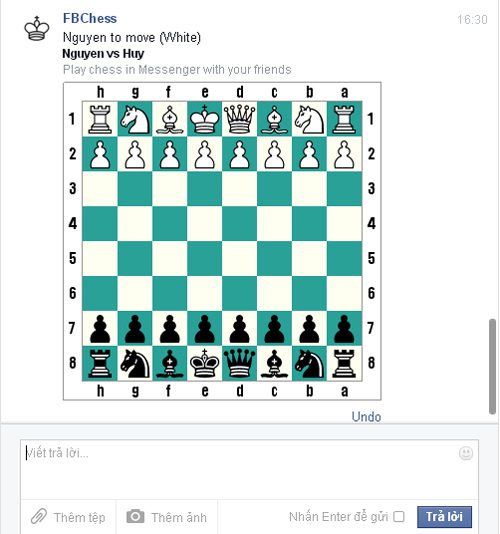 FBChess
16:30
Nguyen to move (White)
Nguyen vs Huy
Play chess in Messenger with your friends
h g f e d c b a
1 1
2 2
3 3
4 4
5 5
6 6
7 7
8 8
h g f e d c b a
Undo
Viết trả lời...
Thêm tệp Thêm ảnh Nhấn Enter để gửi Trả lời